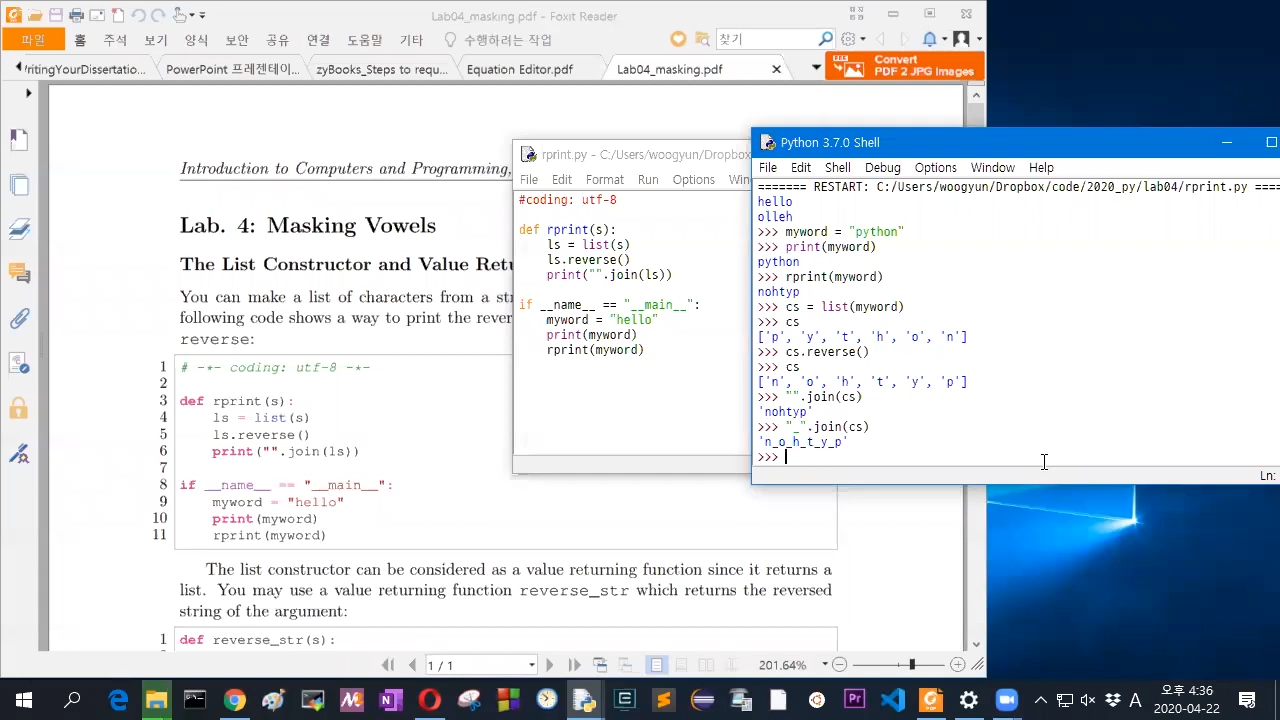 Lab04_masking.pdf - Foxit Reader
파일 홈 주석 보기 양식 보안 공유 연결 도움말 기타 수행하려는 작업 찾기
ritingYourDissertatio... PowerPoint 프레젠테이... zyBooks_Steps to requ... Equation Editor.pdf Lab04_masking.pdf
Convert
PDF 2 JPG Images
Introduction to Computers and Programming,
Lab. 4: Masking Vowels
The List Constructor and Value Retu
You can make a list of characters from a str
following code shows a way to print the rever
reverse:
1 # -*- coding: utf-8 -*-
2
3 def rprint(s):
4 ls = list(s)
5 ls.reverse()
6 print("".join(ls))
7
8 if __name__ == "__main__":
9 myword = "hello"
10 print(myword)
11 rprint(myword)
The list constructor can be considered as a value returning function since it returns a
list. You may use a value returning function reverse_str which returns the reversed
string of the argument:
1 def reverse_str(s):
1 / 1
201.64%
rprint.py - C:/Users/woogyun/Dropbox
File Edit Format Run Options Win
#coding: utf-8
def rprint(s):
ls = list(s)
ls.reverse()
print("".join(ls))
if __name__ == "__main__":
myword = "hello"
print(myword)
rprint(myword)
Python 3.7.0 Shell
File Edit Shell Debug Options Window Help
======= RESTART: C:/Users/woogyun/Dropbox/code/2020_py/lab04/rprint.py ====
hello
olleh
>>> myword = "python"
>>> print(myword)
python
>>> rprint(myword)
nohtyp
>>> cs = list(myword)
>>> cs
['p', 'y', 't', 'h', 'o', 'n']
>>> cs.reverse()
>>> cs
['n', 'o', 'h', 't', 'y', 'p']
>>> "".join(cs)
'nohtyp'
>>> "_".join(cs)
'n_o_h_t_y_p'
>>>
Ln:
A
오후 4:36
2020-04-22